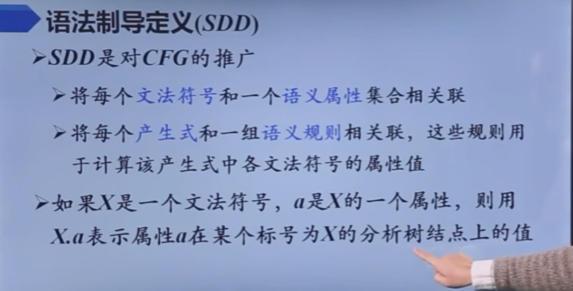 语法制导定义(SDD)
➢SDD是对CFG的推广
➢将每个文法符号和一个语义属性集合相关联
➢将每个产生式和一组语义规则相关联，这些规则用
于计算该产生式中各文法符号的属性值
➢如果X是一个文法符号，a是X的一个属性，则用
X.a表示属性a在某个标号为X的分析树结点上的值